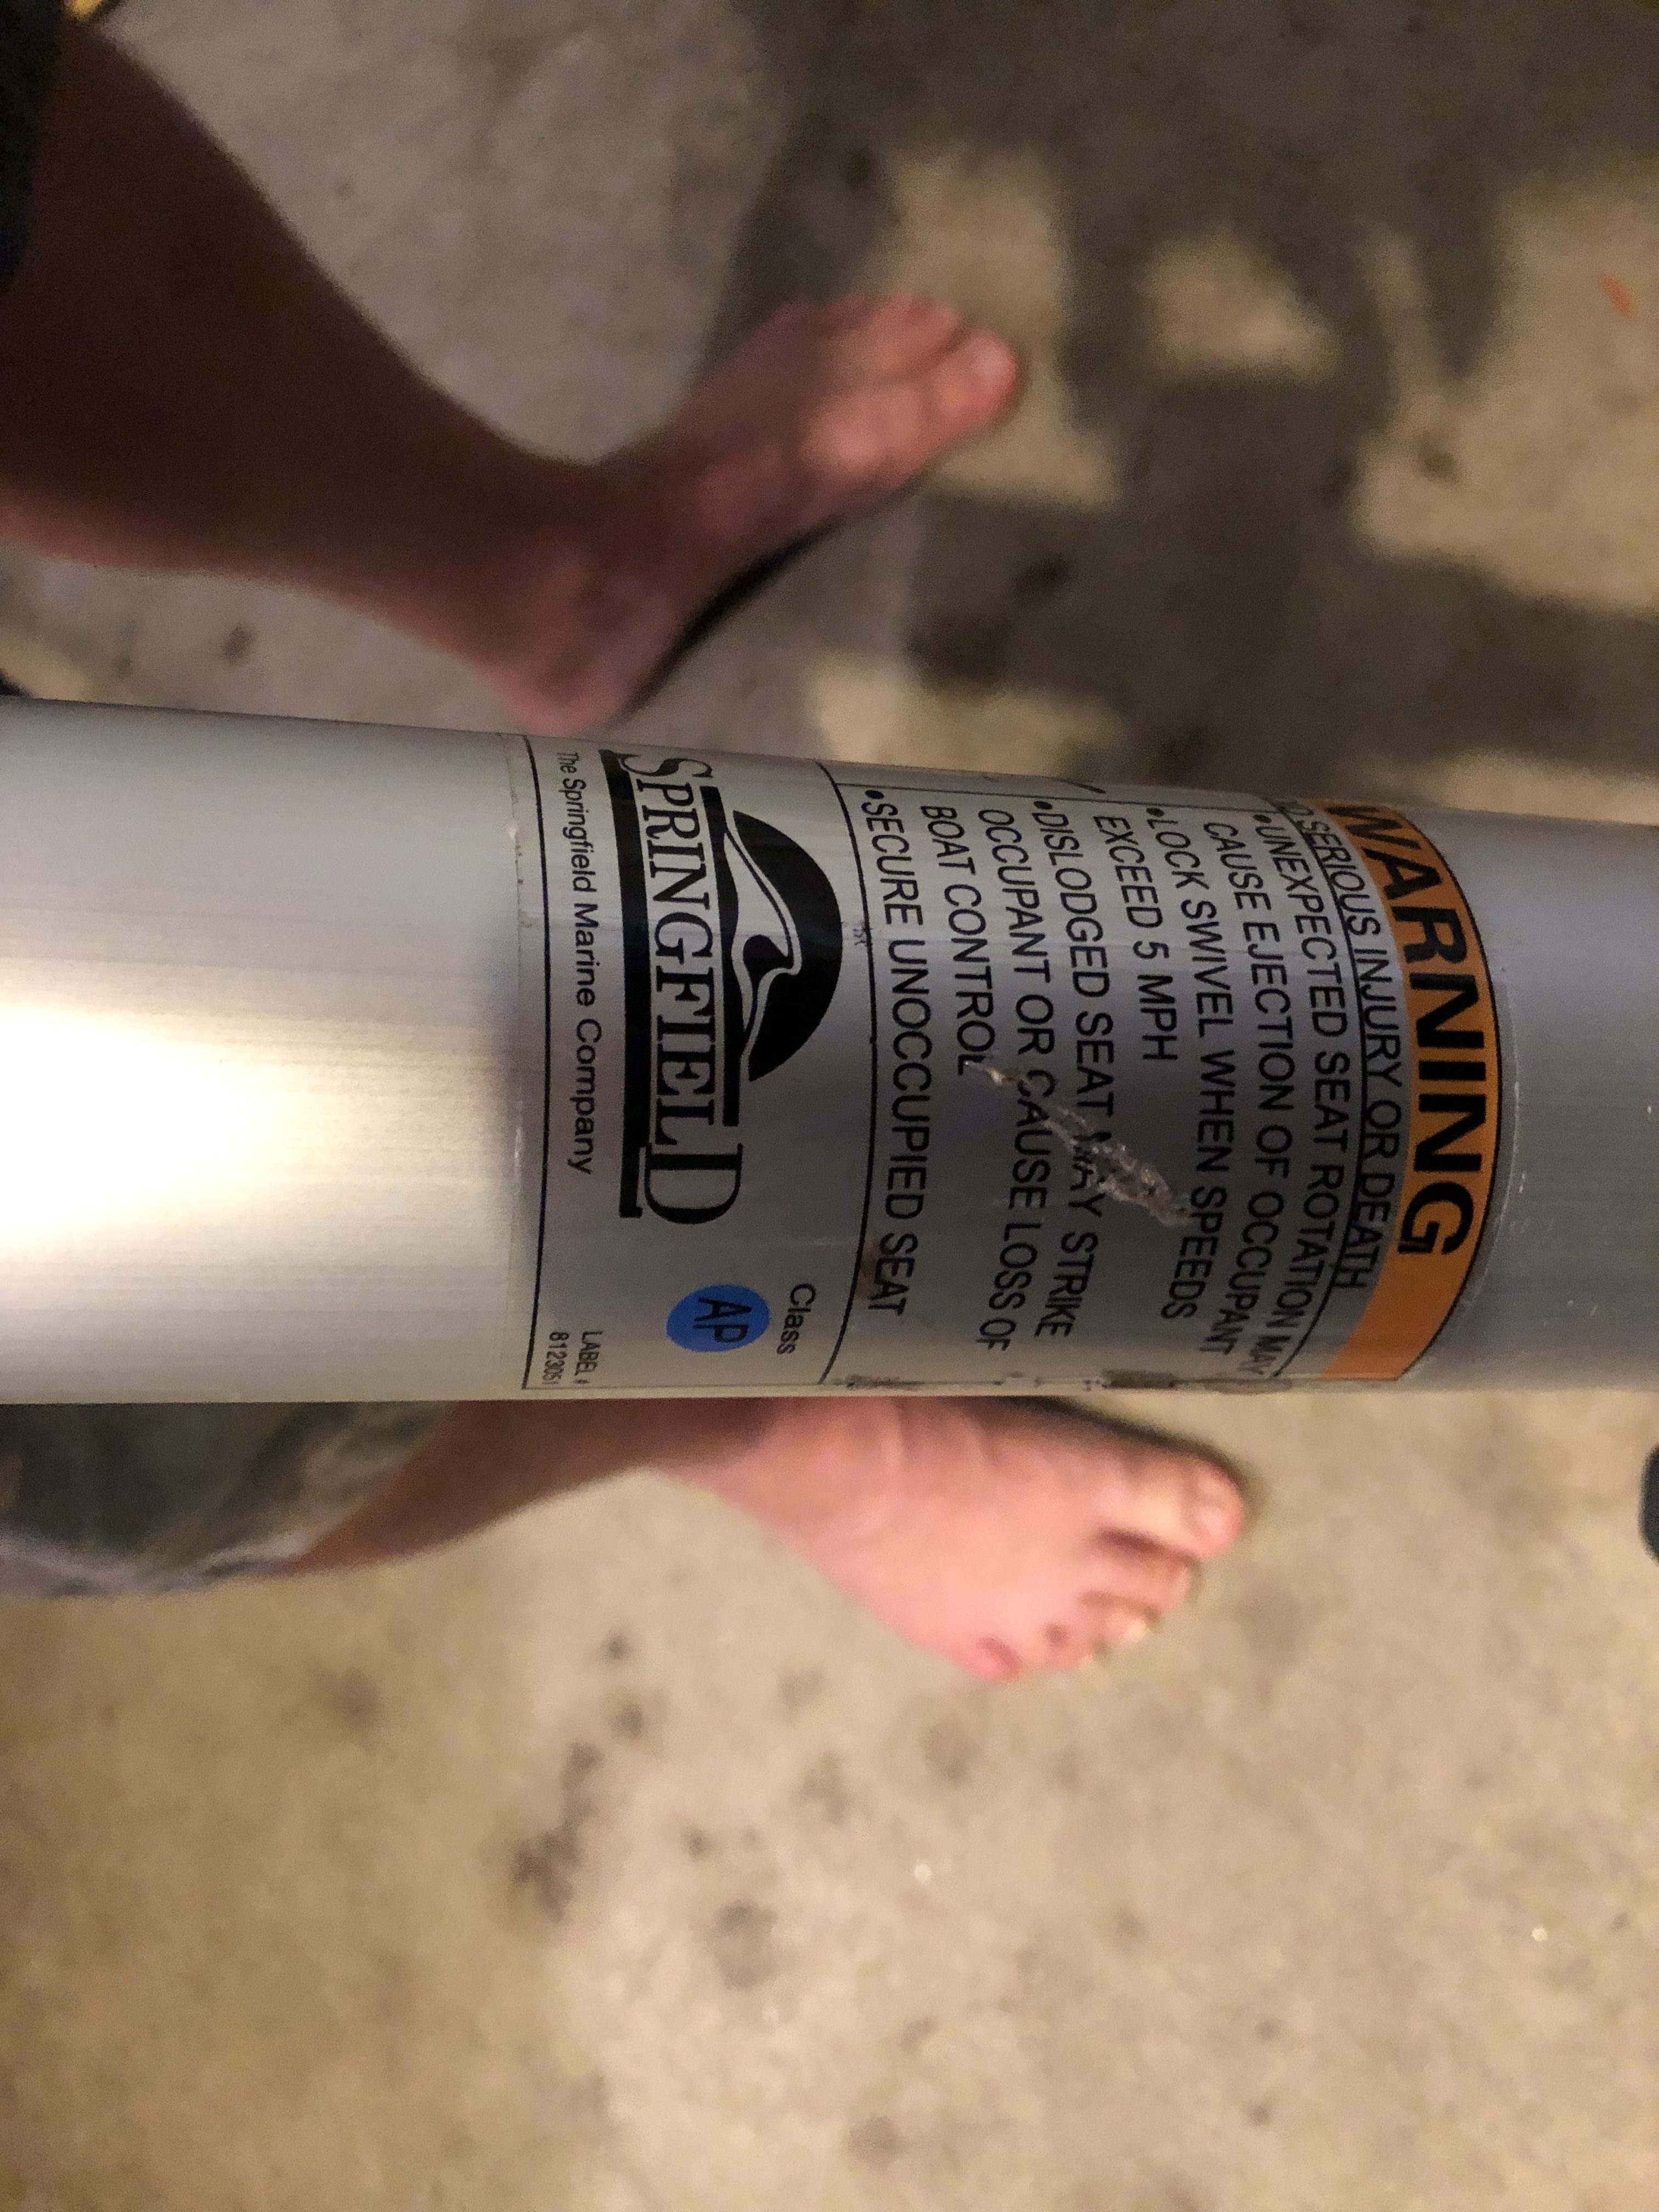 WARNING
SERIOUS INJURY OR DEATH
•UNEXPECTED SEAT ROTATION MAY
CAUSE EJECTION OF OCCUPANT
•LOCK SWIVEL WHEN SPEEDS
EXCEED 5 MPH
•DISLODGED SEAT MAY STRIKE
OCCUPANT OR CAUSE LOSS OF
BOAT CONTROL
•SECURE UNOCCUPIED SEAT
SPRINGFIELD
Class
AP
The Springfield Marine Company
LABEL #
8123051